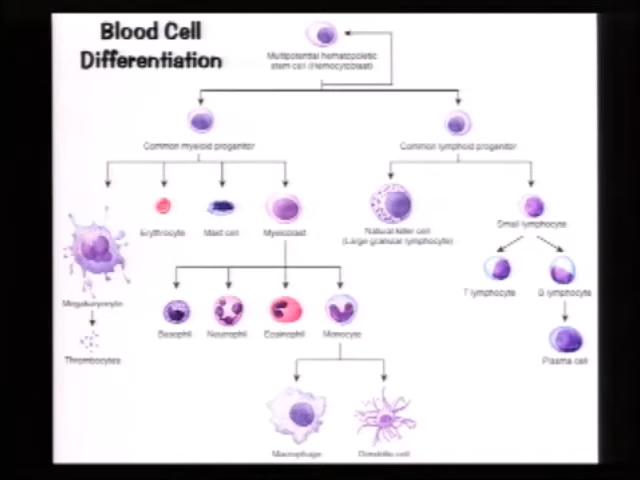 Blood Cell
Differentiation
Multipotential hematopoietic
stem cell (Hemocytoblast)
Common myeloid progenitor
Common lymphoid progenitor
Erythrocyte
Mast cell
Myeloblast
Natural killer cell
(Large granular lymphocyte)
Small lymphocyte
T lymphocyte
B lymphocyte
Megakaryocyte
Basophil
Neutrophil
Eosinophil
Monocyte
Thrombocytes
Plasma cell
Macrophage
Dendritic cell